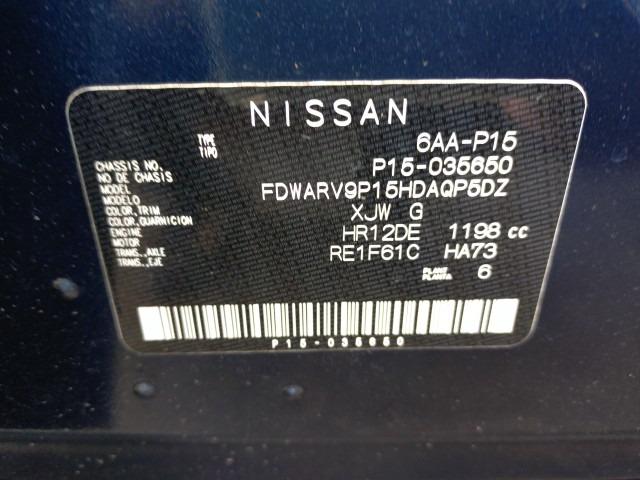 NISSAN
TYPE 6AA-P15
TIPO
CHASSIS NO. P15-035650
NO DE CHASSIS
MODEL FDWARV9P15HDAQP5DZ
MODELO
COLOR,TRIM XJW G
COLOR,GUARNICION
ENGINE HR12DE 1198 cc
MOTOR
TRANS.,AXLE RE1F61C HA73
TRANS.,EJE
PLANT 6
PLANTA
P15-035650